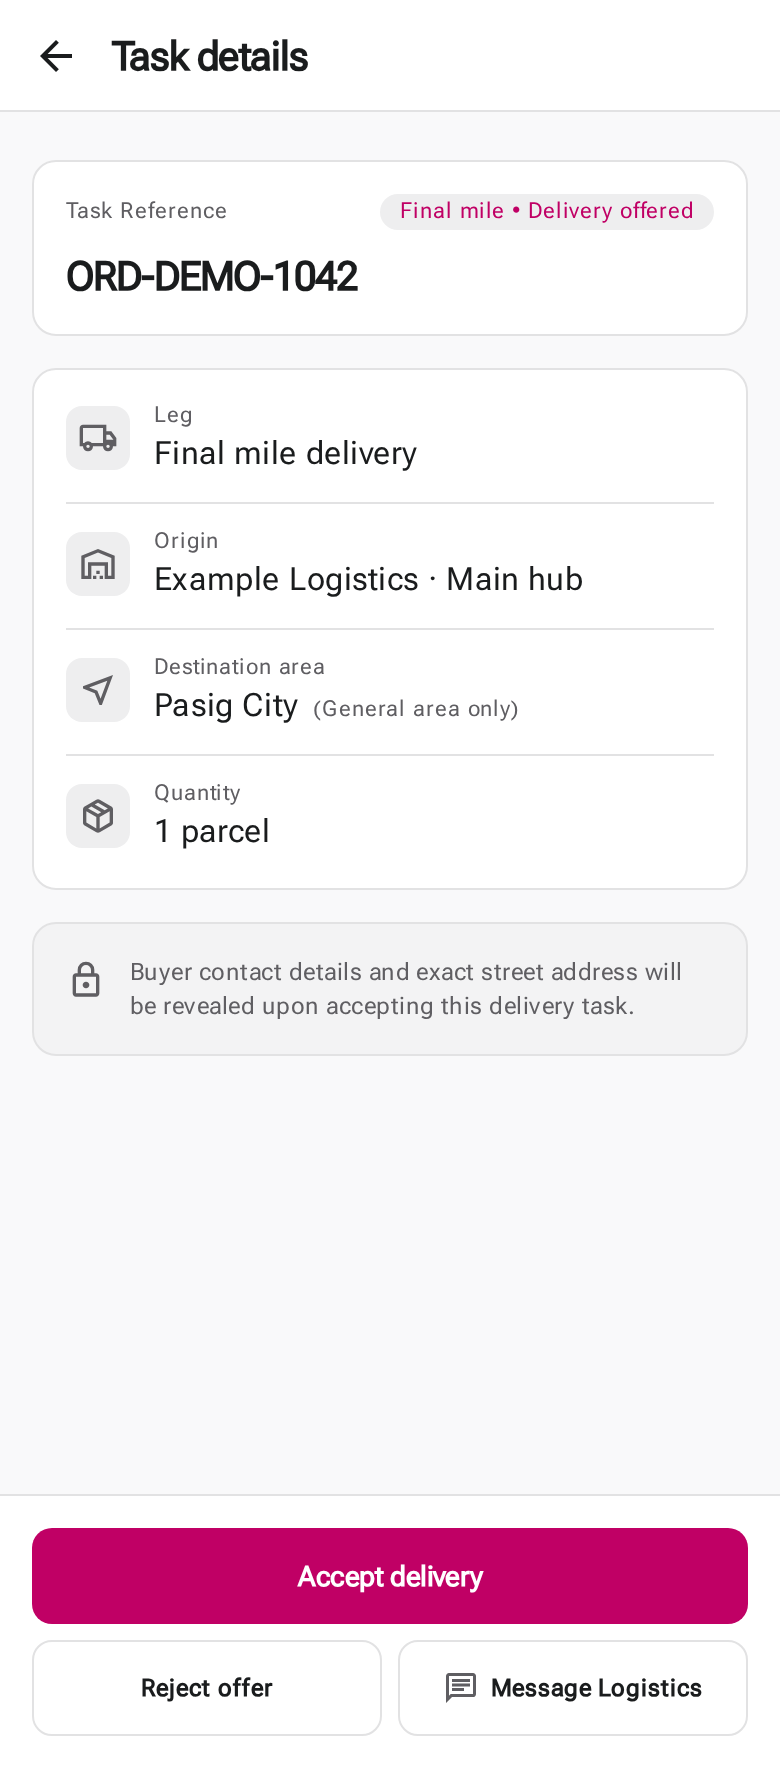 Task details
Task Reference
Final mile • Delivery offered
ORD-DEMO-1042
Leg
Final mile delivery
Origin
Example Logistics · Main hub
Destination area
Pasig City (General area only)
Quantity
1 parcel
Buyer contact details and exact street address will
be revealed upon accepting this delivery task.
Accept delivery
Reject offer
Message Logistics